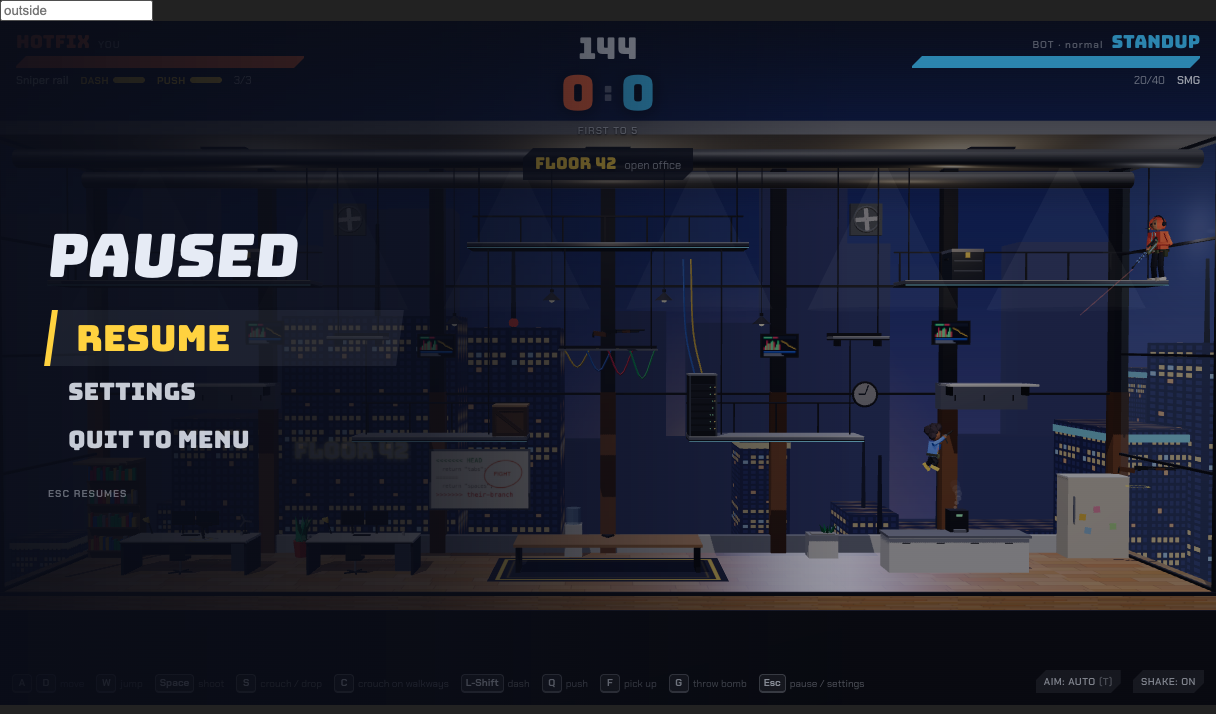 outside
HOTFIX YOU
144
BOT · normal STANDUP
Sniper rail DASH PUSH 3/3
0:0
20/40 SMG
FIRST TO 5
FLOOR 42 open office
PAUSED
RESUME
SETTINGS
QUIT TO MENU
FLOOR 42
ESC RESUMES
A D move W jump Space shoot S crouch / drop C crouch on walkways L-Shift dash Q push F pick up G throw bomb Esc pause / settings
AIM: AUTO [T] SHAKE: ON